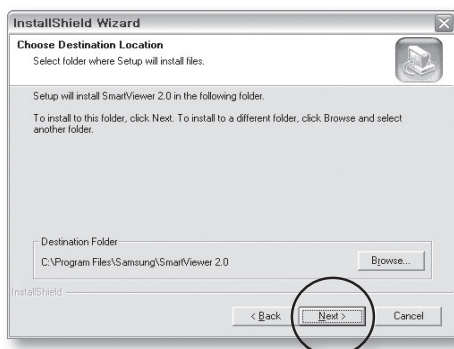 InstallShield Wizard
Choose Destination Location
Select folder where Setup will install files.
Setup will install SmartViewer 2.0 in the following folder.
To install to this folder, click Next. To install to a different folder, click Browse and select
another folder.
Destination Folder
C:\Program Files\Samsung\SmartViewer 2.0
Browse...
InstallShield
< Back
Next >
Cancel